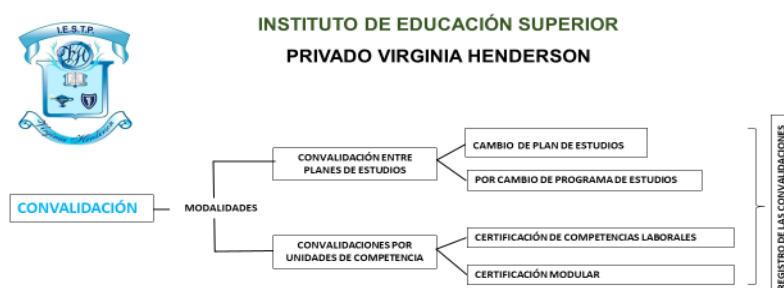 I.E.S.T.P.
Virginia Henderson
INSTITUTO DE EDUCACIÓN SUPERIOR
PRIVADO VIRGINIA HENDERSON
CONVALIDACIÓN
MODALIDADES
CONVALIDACIÓN ENTRE
PLANES DE ESTUDIOS
CAMBIO DE PLAN DE ESTUDIOS
POR CAMBIO DE PROGRAMA DE ESTUDIOS
CONVALIDACIONES POR
UNIDADES DE COMPETENCIA
CERTIFICACIÓN DE COMPETENCIAS LABORALES
CERTIFICACIÓN MODULAR
REGISTRO DE LAS CONVALIDACIONES